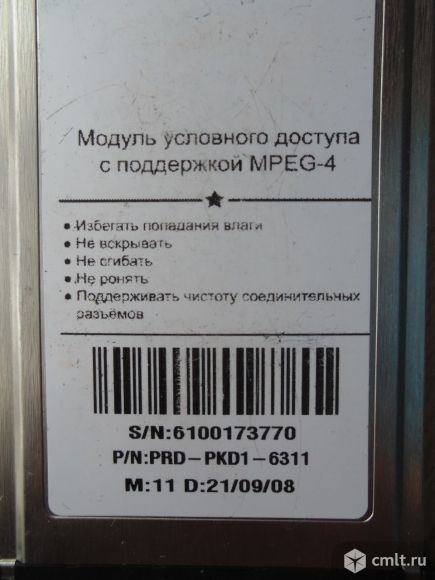 Модуль условного доступа
с поддержкой MPEG-4
• Избегать попадания влаги
• Не вскрывать
• Не сгибать
• Не ронять
• Поддерживать чистоту соединительных
разъёмов
S/N:6100173770
P/N:PRD-PKD1-6311
M:11 D:21/09/08
cmlt.ru